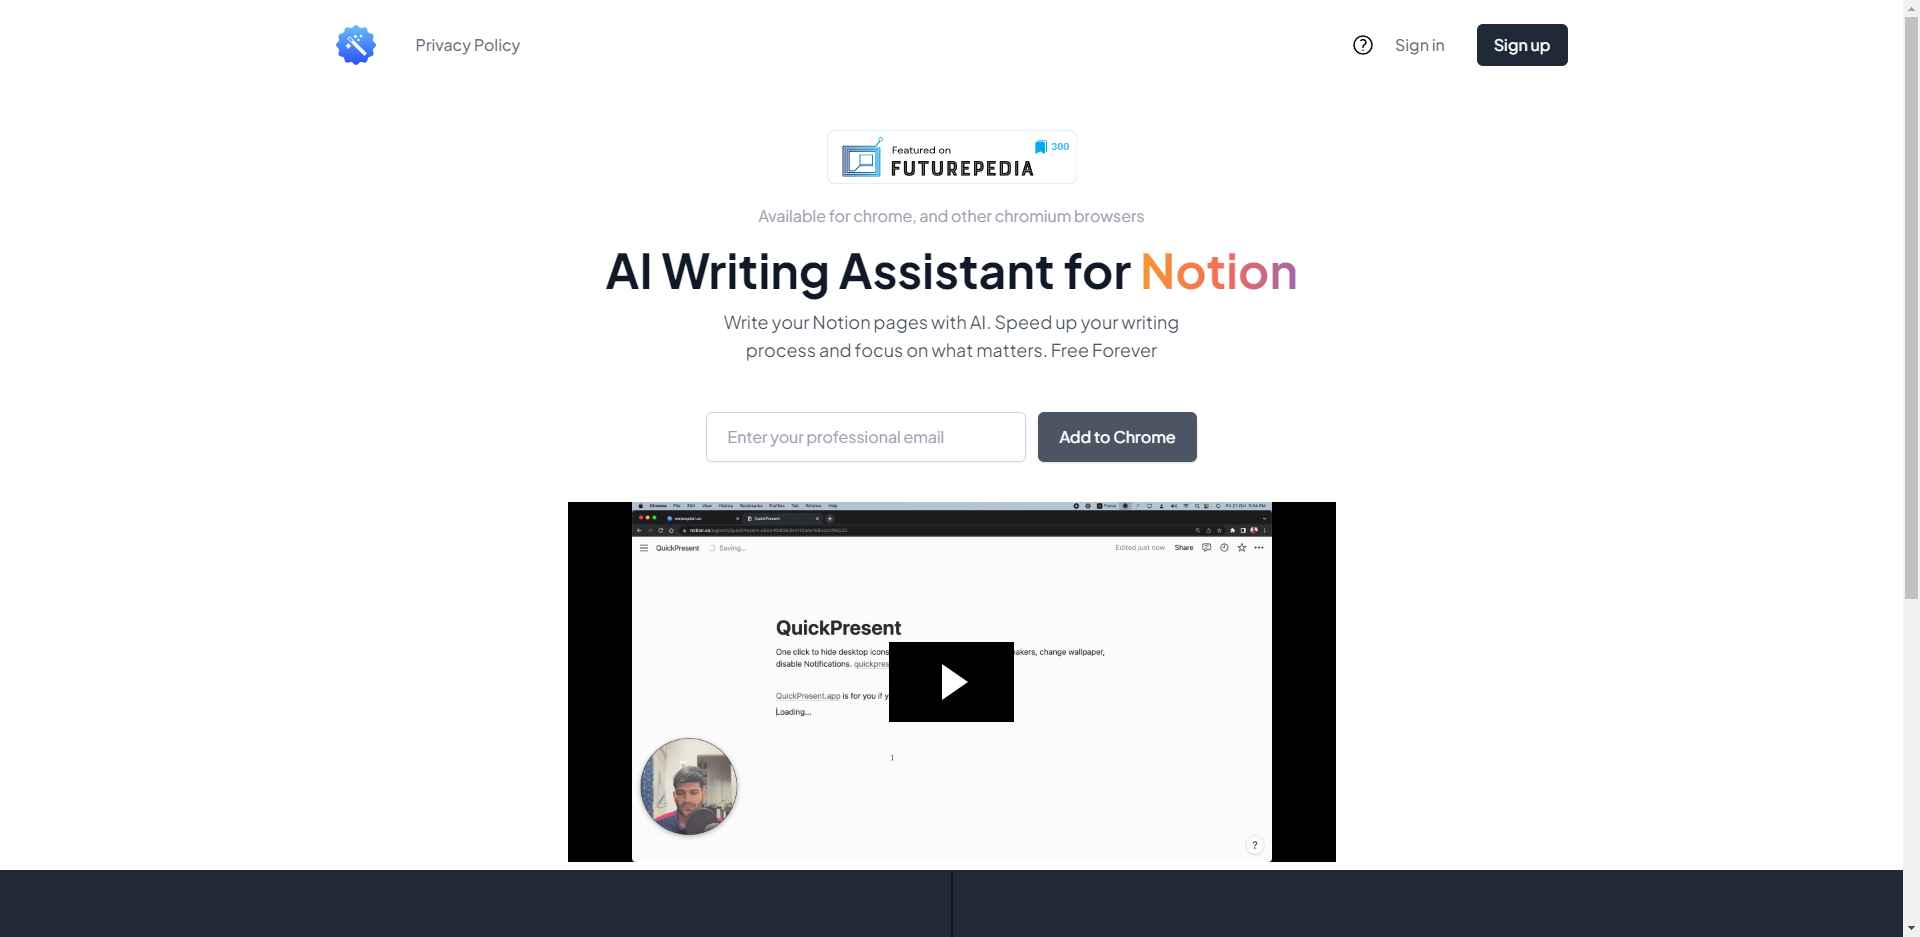 Privacy Policy
Sign in
Sign up
Featured on
300
FUTUREPEDIA
Available for chrome, and other chromium browsers
AI Writing Assistant for Notion
Write your Notion pages with AI. Speed up your writing
process and focus on what matters. Free Forever
Enter your professional email
Add to Chrome
QuickPresent
Saving...
Edited just now
Share
QuickPresent
One click to hide desktop icons
akers, change wallpaper,
disable Notifications. quickpres
QuickPresent.app is for you if y
Loading...
?